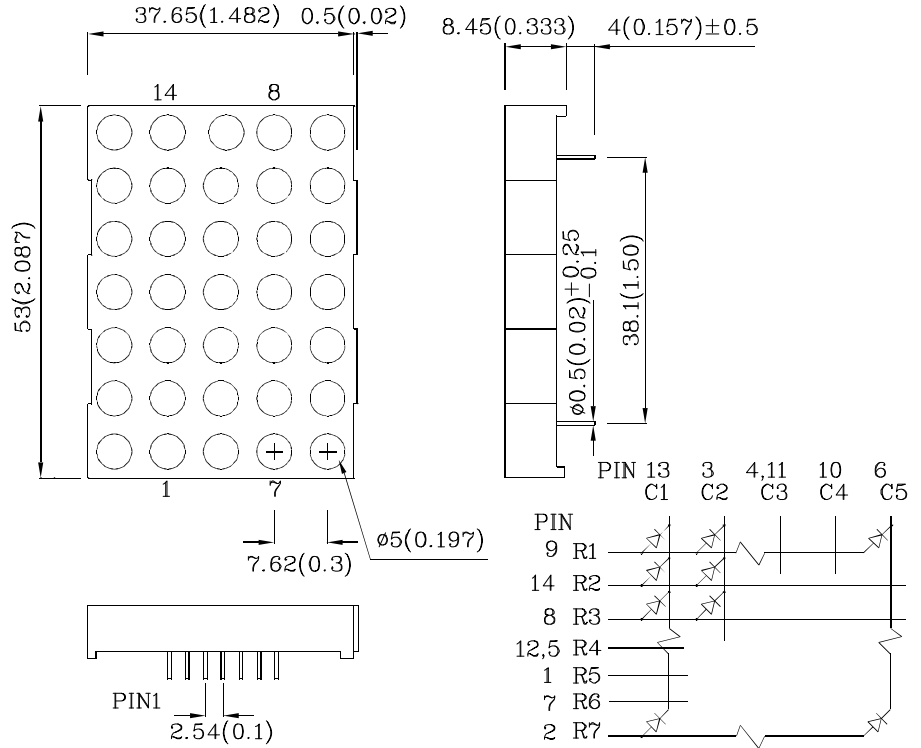 37.65(1.482)
0.5(0.02)
8.45(0.333)
4(0.157)±0.5
14
8
53(2.087)
1
7
ø5(0.197)
7.62(0.3)
ø0.5(0.02)+0.25
-0.1
38.1(1.50)
PIN 13 3 4,11 10 6
C1 C2 C3 C4 C5
PIN
9 R1
14 R2
8 R3
12,5 R4
1 R5
7 R6
2 R7
PIN1
2.54(0.1)